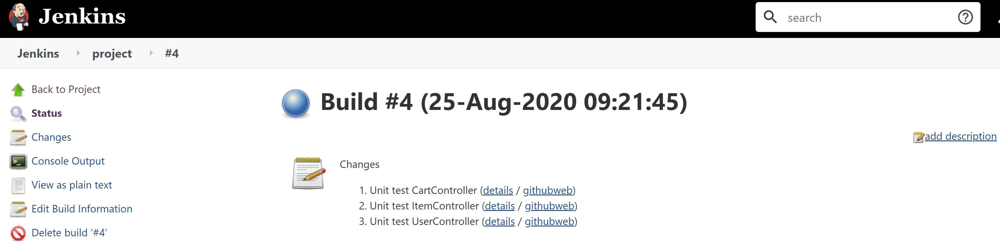 Jenkins
search
Jenkins project #4
Back to Project
Status
Changes
Console Output
View as plain text
Edit Build Information
Delete build ‘#4’
Build #4 (25-Aug-2020 09:21:45)
add description
Changes
1. Unit test CartController (details / githubweb)
2. Unit test ItemController (details / githubweb)
3. Unit test UserController (details / githubweb)